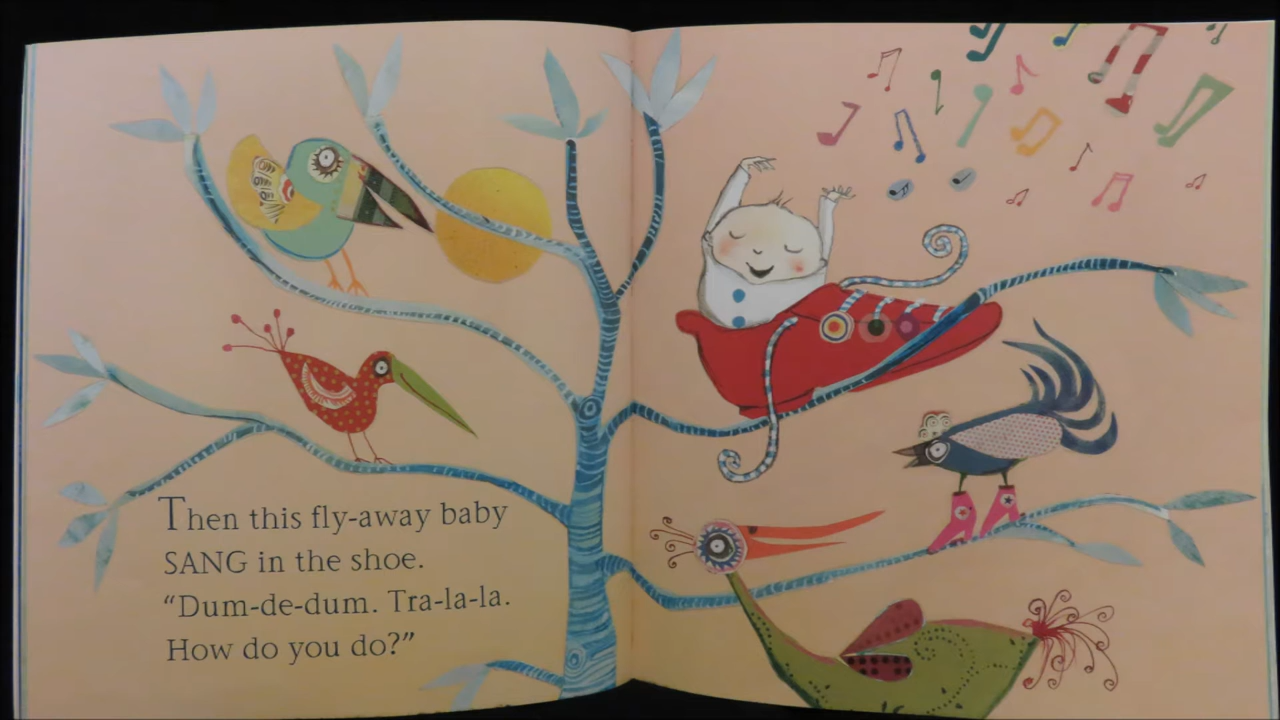 Then this fly-away baby
SANG in the shoe.
“Dum-de-dum. Tra-la-la.
How do you do?”